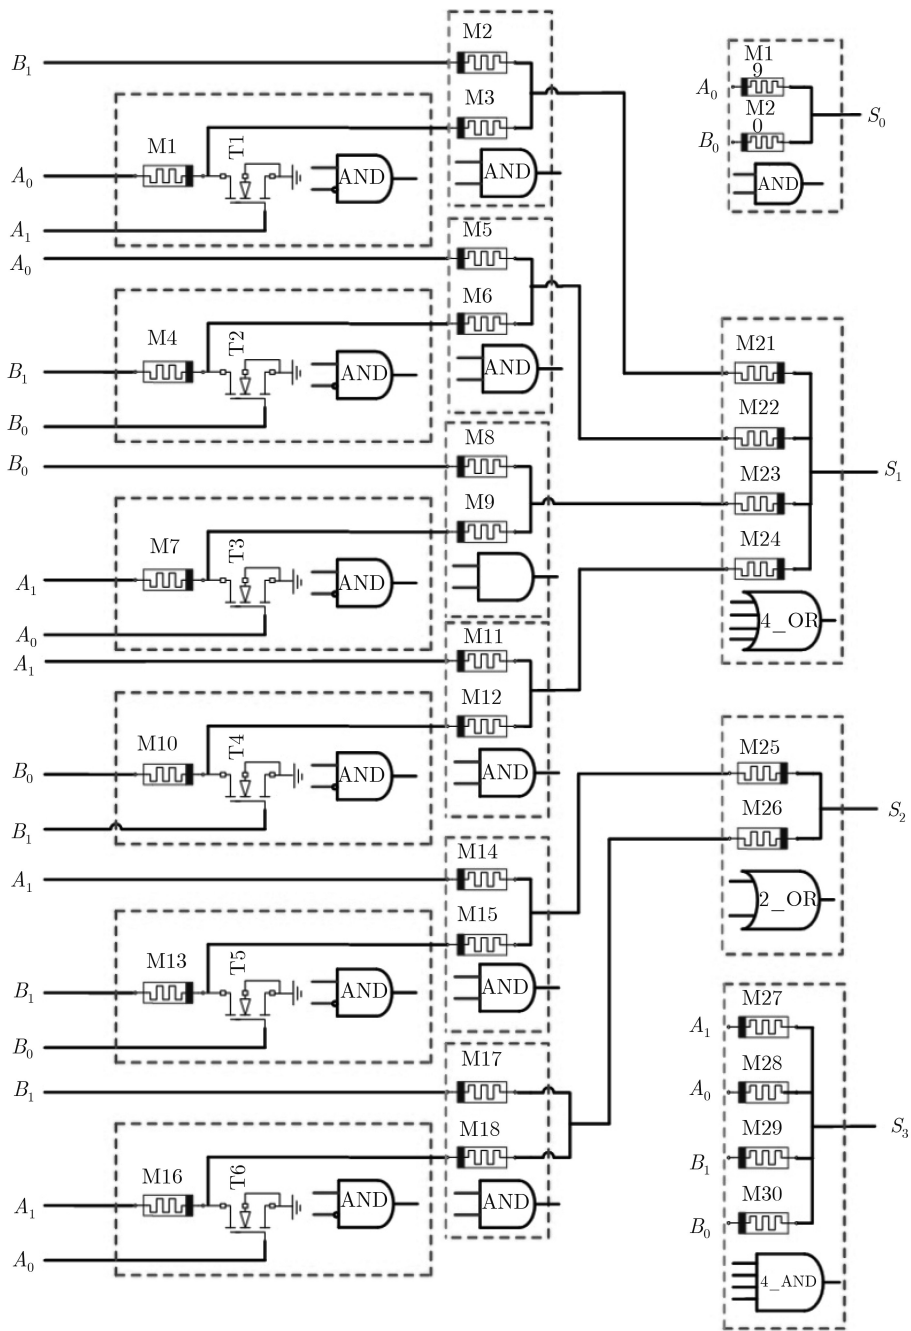 M2
B₁
M3
M1
T1
A₀
AND
AND
A₁
M1
9
A₀
M2
0
B₀
S₀
AND
M5
A₀
M6
M4
T2
B₁
AND
AND
B₀
M8
B₀
M9
M7
T3
A₁
AND
A₀
M11
A₁
M12
M10
T4
B₀
AND
AND
B₁
M21
M22
M23
M24
S₁
4_OR
M14
A₁
M15
M13
T5
B₁
AND
AND
B₀
M17
B₁
M18
M16
T6
A₁
AND
AND
A₀
M25
M26
S₂
2_OR
M27
A₁
M28
A₀
M29
B₁
M30
B₀
S₃
4_AND